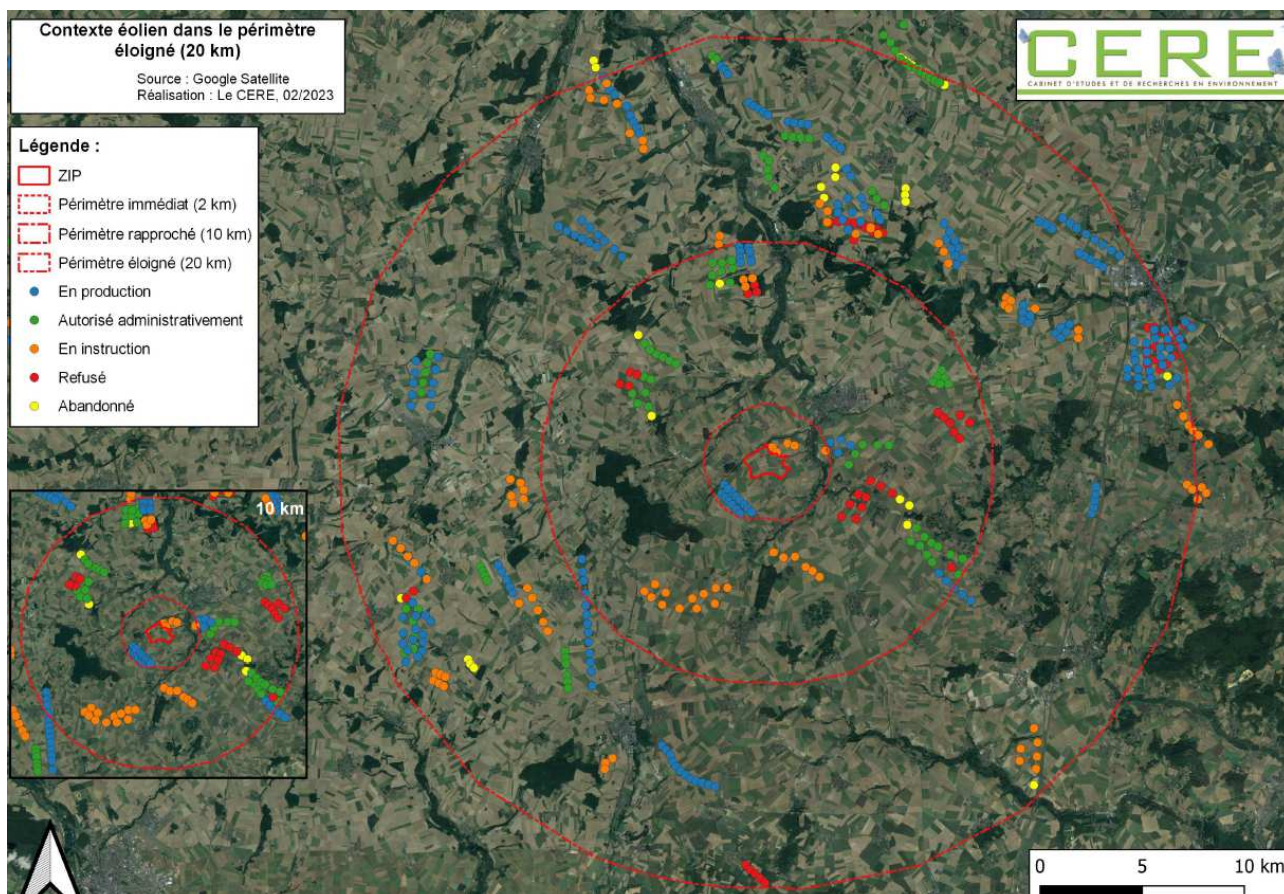 Contexte éolien dans le périmètre
éloigné (20 km)
Source : Google Satellite
Réalisation : Le CERE, 02/2023
CERE
CABINET D'ETUDES ET DE RECHERCHES EN ENVIRONNEMENT
Légende :
ZIP
Périmètre immédiat (2 km)
Périmètre rapproché (10 km)
Périmètre éloigné (20 km)
En production
Autorisé administrativement
En instruction
Refusé
Abandonné
10 km
0 5 10 km